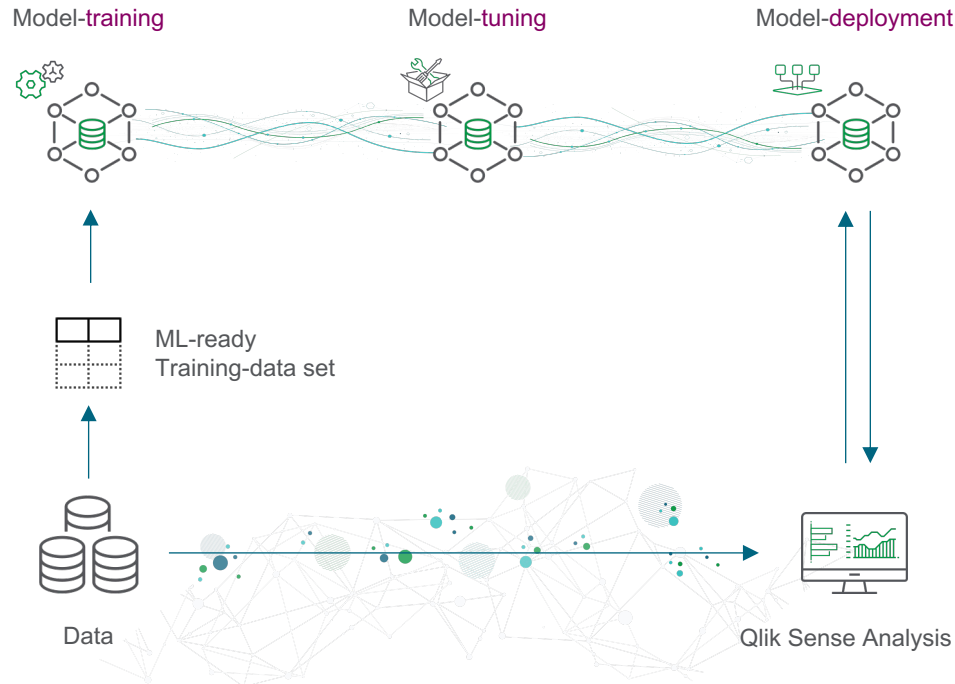 Model-training
Model-tuning
Model-deployment
ML-ready
Training-data set
Data
Qlik Sense Analysis